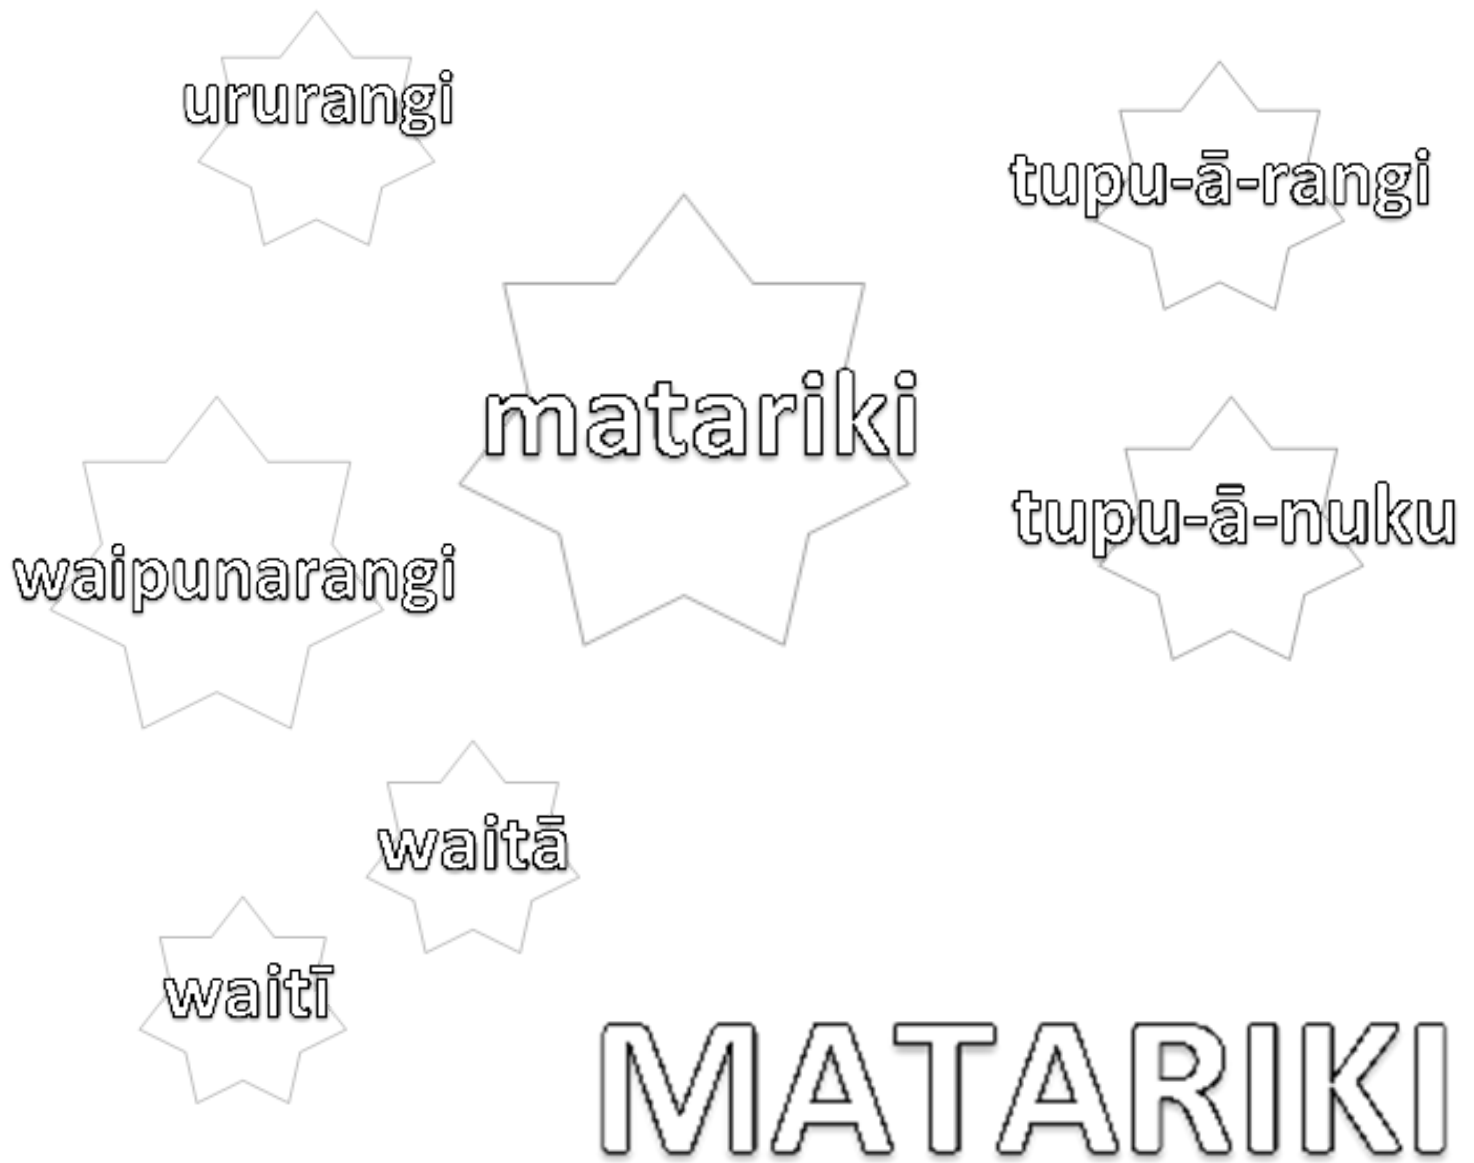 ururangi
tupu-ā-rangi
matariki
tupu-ā-nuku
waipunarangi
waitā
waitī
MATARIKI